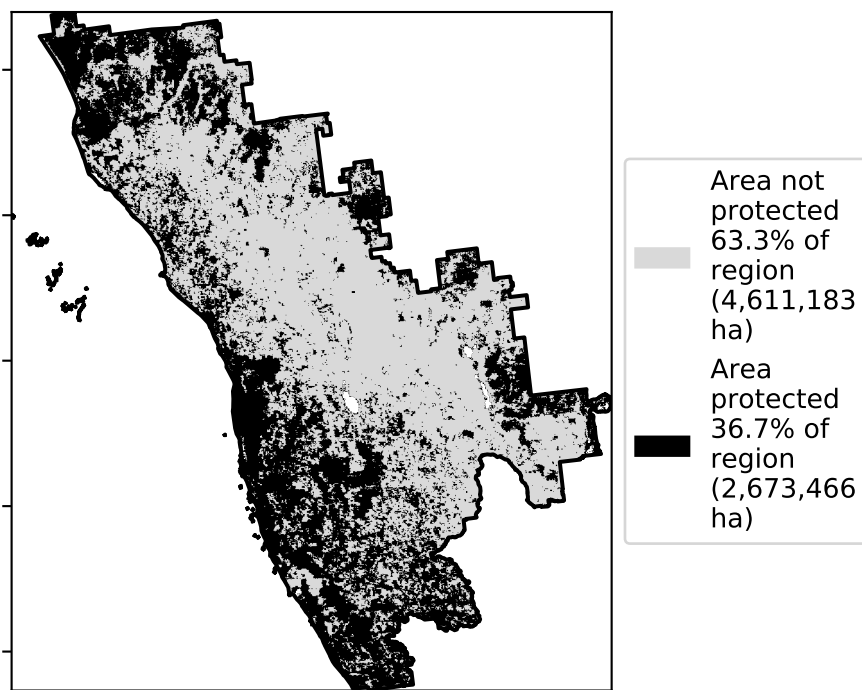 Area not
protected
63.3% of
region
(4,611,183
ha)
Area
protected
36.7% of
region
(2,673,466
ha)